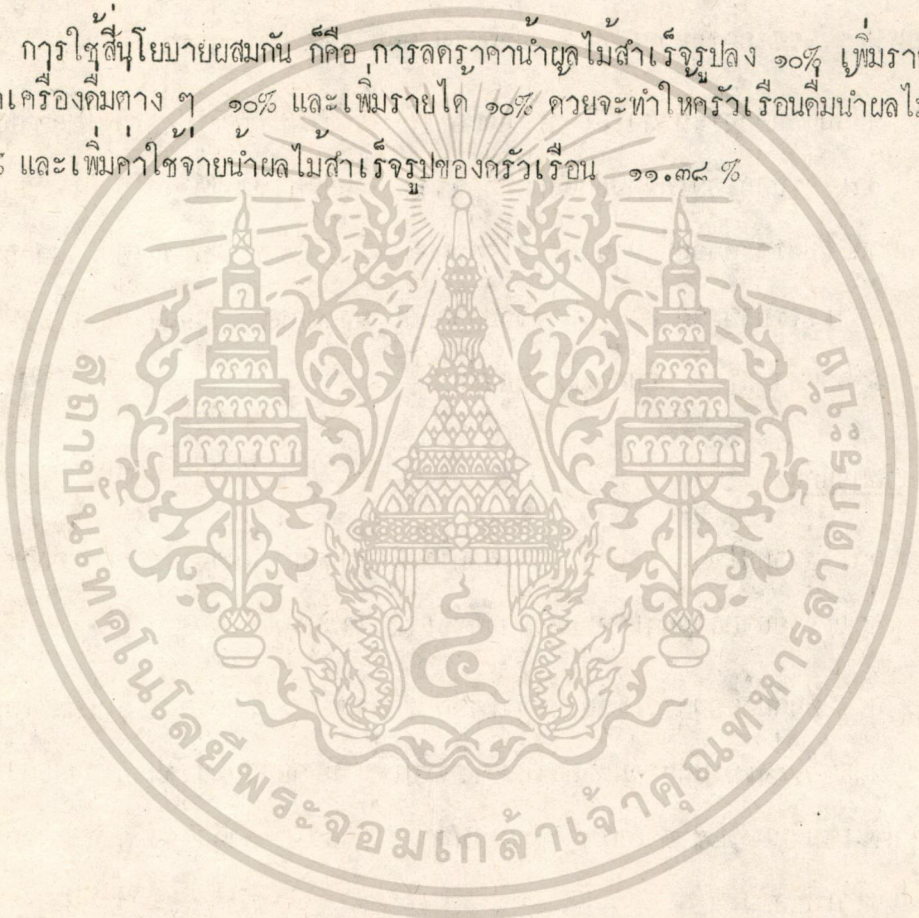 การใช้สี่นโยบายผสมกัน ก็คือ การลดราคาน้ำผลไม้สำเร็จรูปลง ๑๐% เพิ่มรา
เครื่องดื่มต่าง ๆ ๑๐% และเพิ่มรายได้ ๑๐% ด้วยจะทำให้ครัวเรือนดื่มน้ำผลไม้
และเพิ่มค่าใช้จ่ายน้ำผลไม้สำเร็จรูปของครัวเรือน ๑๑.๓๘ %
สถาบันเทคโนโลยีพระจอมเกล้าเจ้าคุณทหารลาดกระบัง